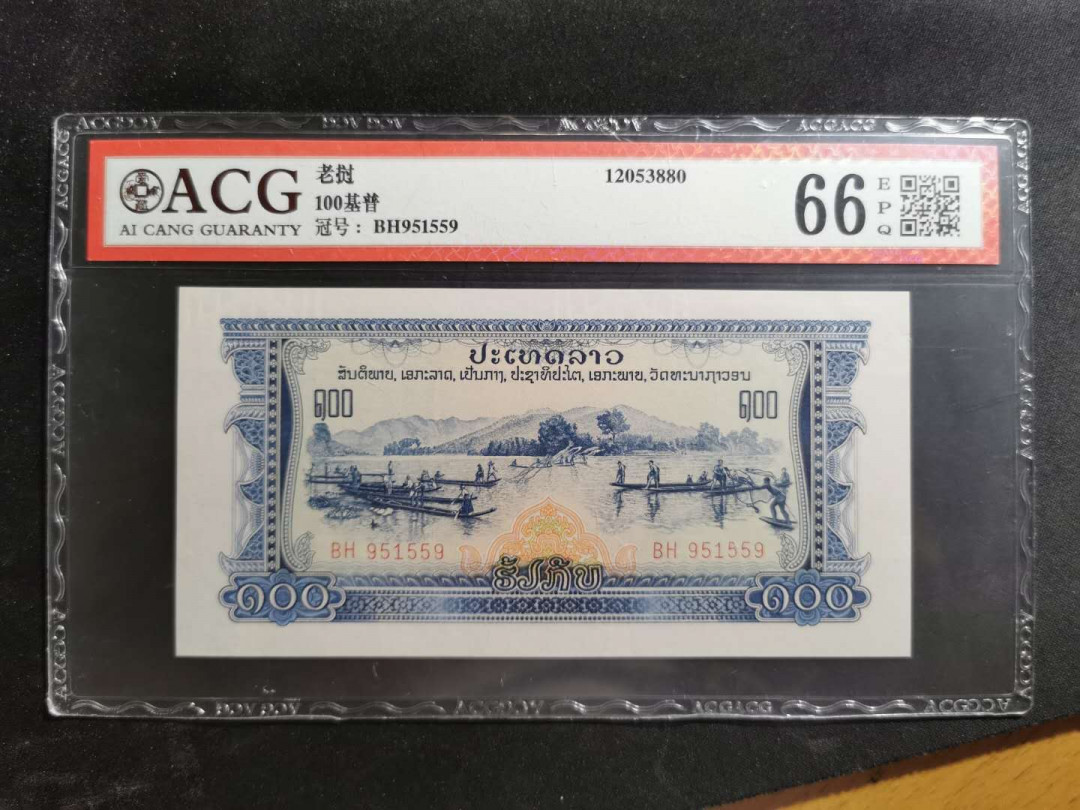 ACG
AI CANG GUARANTY
老挝
100基普
冠号：BH951559
12053880
66
EPQ
ປະເທດລາວ
ສັນຕິພາບ, ເອກະລາດ, ເປັນກາງ, ປະຊາທິປະໄຕ, ເອກະພາບ, ວັດທະນາຖາວອນ
໑໐໐
໑໐໐
BH 951559
BH 951559
ຮ້ອຍກີບ
໑໐໐
໑໐໐